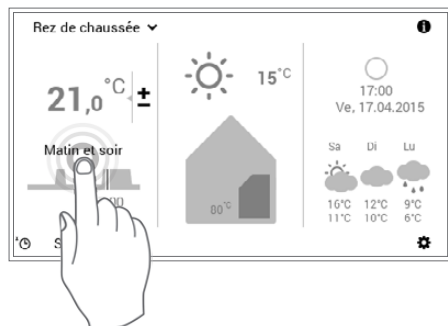 Rez de chaussée
21,0 °C
±
Matin et soir
15°C
80°C
17:00
Ve, 17.04.2015
Sa Di Lu
16°C 12°C 9°C
11°C 10°C 6°C